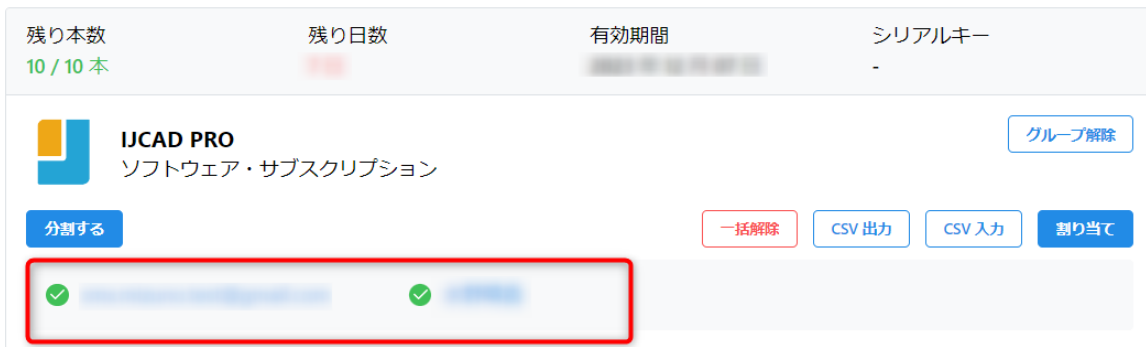 残り本数 残り日数 有効期間 シリアルキー
10 / 10 本 -
IJCAD PRO
グループ解除
ソフトウェア・サブスクリプション
分割する 一括解除 CSV 出力 CSV 入力 割り当て